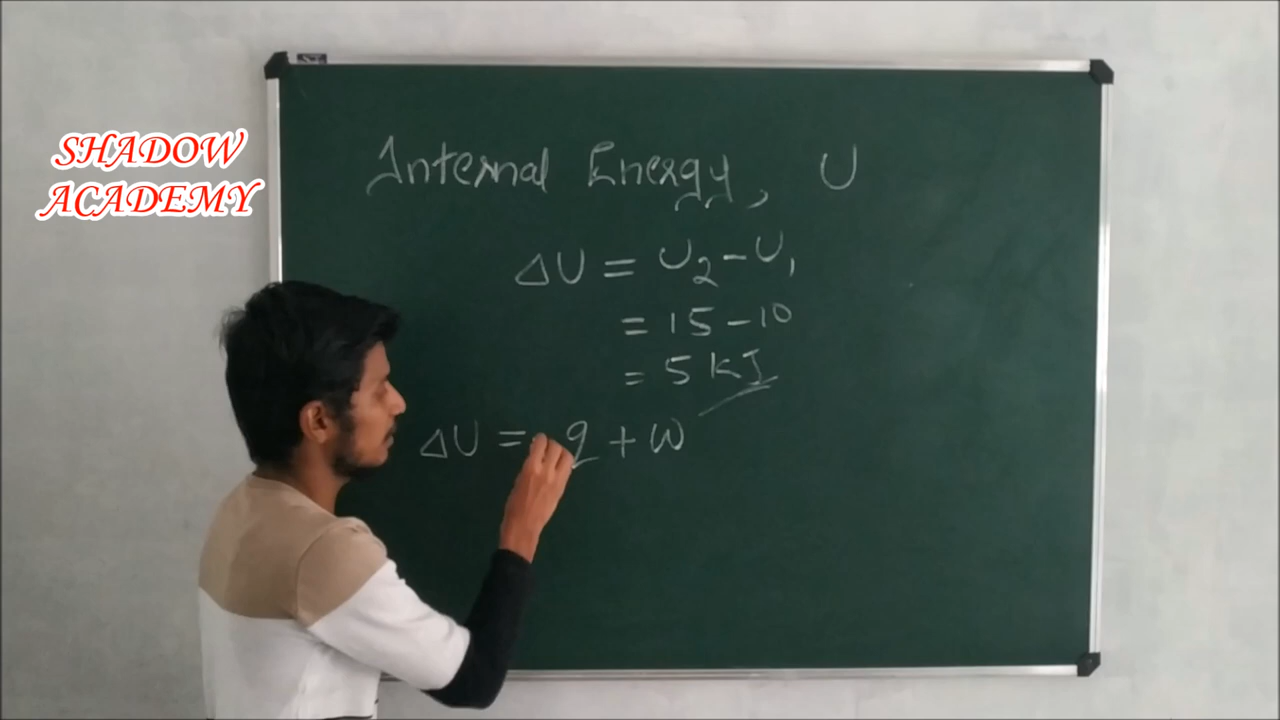 SHADOW
ACADEMY
Internal Energy, U
ΔU = U₂ - U₁
= 15 - 10
= 5 kJ
ΔU = q + w